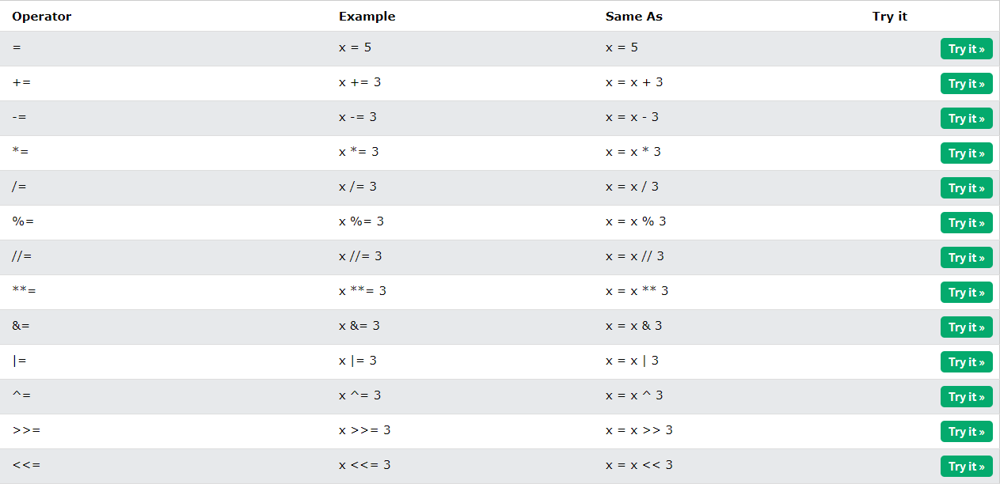 Operator Example Same As Try it
= x = 5 x = 5 Try it »
+= x += 3 x = x + 3 Try it »
-= x -= 3 x = x - 3 Try it »
*= x *= 3 x = x * 3 Try it »
/= x /= 3 x = x / 3 Try it »
%= x %= 3 x = x % 3 Try it »
//= x //= 3 x = x // 3 Try it »
**= x **= 3 x = x ** 3 Try it »
&= x &= 3 x = x & 3 Try it »
|= x |= 3 x = x | 3 Try it »
^= x ^= 3 x = x ^ 3 Try it »
>>= x >>= 3 x = x >> 3 Try it »
<<= x <<= 3 x = x << 3 Try it »